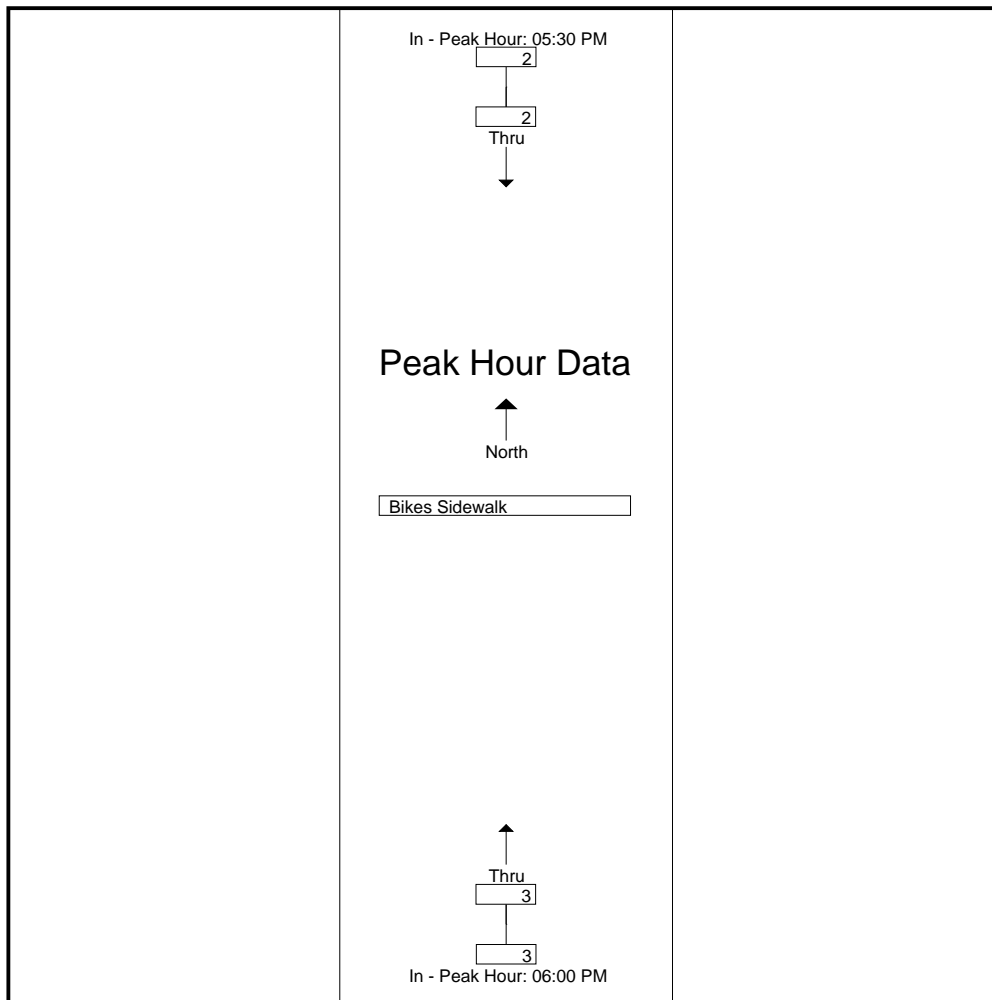 In - Peak Hour: 05:30 PM
2
2
Thru
Peak Hour Data
North
Bikes Sidewalk
Thru
3
3
In - Peak Hour: 06:00 PM